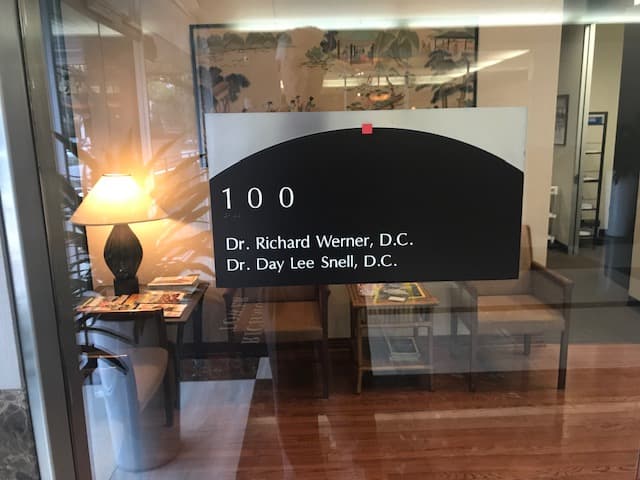 100
Dr. Richard Werner, D.C.
Dr. Day Lee Snell, D.C.